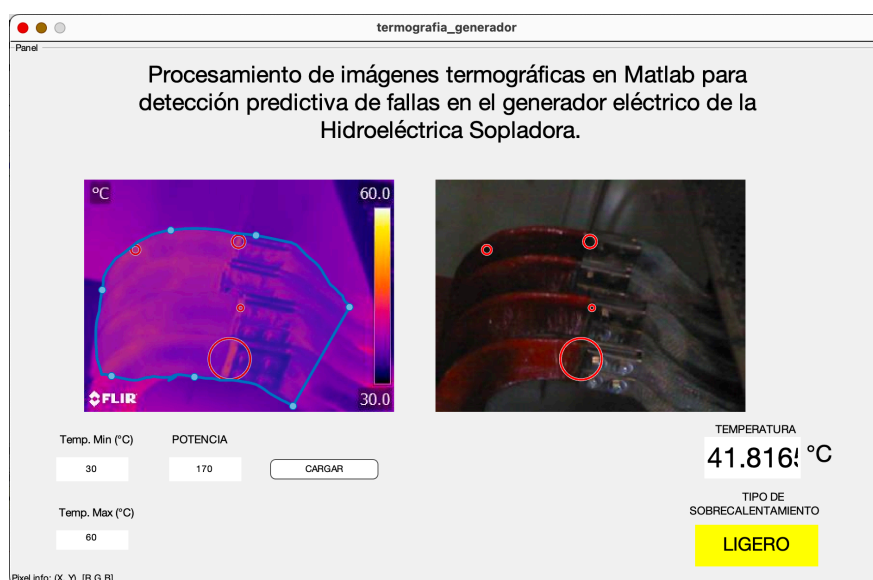 termografia_generador
Panel
Procesamiento de imágenes termográficas en Matlab para
detección predictiva de fallas en el generador eléctrico de la
Hidroeléctrica Sopladora.
°C
60.0
FLIR
30.0
Temp. Min (°C)
POTENCIA
30
170
CARGAR
Temp. Max (°C)
60
TEMPERATURA
41.816 °C
TIPO DE
SOBRECALENTAMIENTO
LIGERO
Pixel info: (X, Y) [R G B]